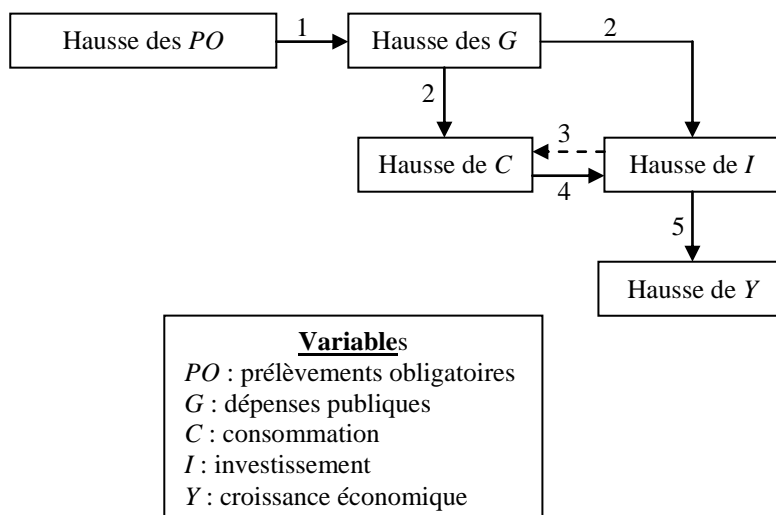 Hausse des PO
1
Hausse des G
2
2
3
Hausse de C
Hausse de I
4
5
Hausse de Y
Variables
PO : prélèvements obligatoires
G : dépenses publiques
C : consommation
I : investissement
Y : croissance économique